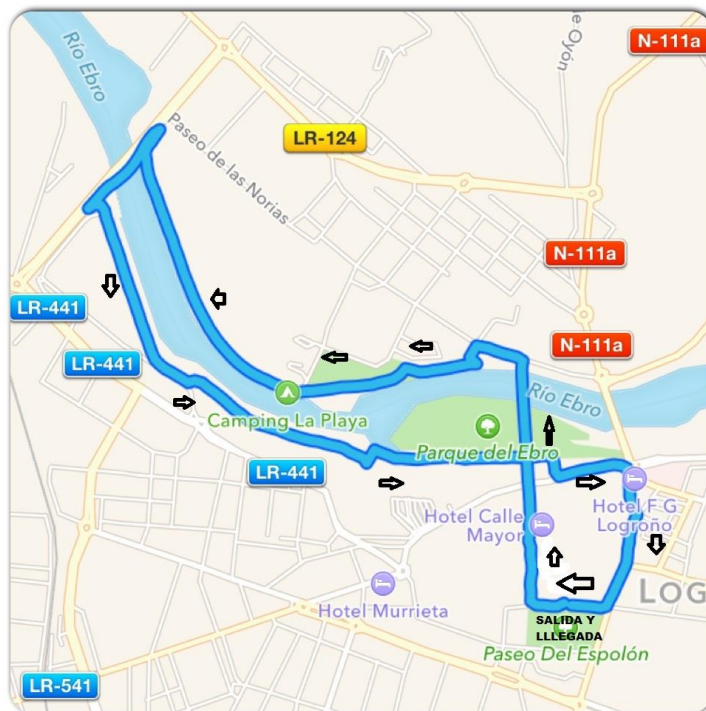 Río Ebro
e Oyón
N-111a
LR-124
Paseo de las Norias
N-111a
LR-441
LR-441
N-111a
Río Ebro
Camping La Playa
Parque del Ebro
LR-441
Hotel F G
Logroño
Hotel Calle
Mayor
Hotel Murrieta
LOG
SALIDA Y
LLLEGADA
Paseo Del Espolón
LR-541